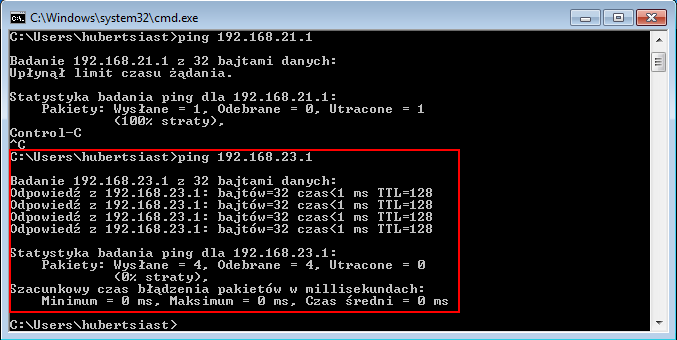 C:\Windows\system32\cmd.exe
C:\Users\hubertsiast>ping 192.168.21.1
Badanie 192.168.21.1 z 32 bajtami danych:
Upłynął limit czasu żądania.
Statystyka badania ping dla 192.168.21.1:
Pakiety: Wysłane = 1, Odebrane = 0, Utracone = 1
(100% straty),
Control-C
^C
C:\Users\hubertsiast>ping 192.168.23.1
Badanie 192.168.23.1 z 32 bajtami danych:
Odpowiedź z 192.168.23.1: bajtów=32 czas<1 ms TTL=128
Odpowiedź z 192.168.23.1: bajtów=32 czas<1 ms TTL=128
Odpowiedź z 192.168.23.1: bajtów=32 czas<1 ms TTL=128
Odpowiedź z 192.168.23.1: bajtów=32 czas<1 ms TTL=128
Statystyka badania ping dla 192.168.23.1:
Pakiety: Wysłane = 4, Odebrane = 4, Utracone = 0
(0% straty),
Szacunkowy czas błądzenia pakietów w millisekundach:
Minimum = 0 ms, Maksimum = 0 ms, Czas średni = 0 ms
C:\Users\hubertsiast>